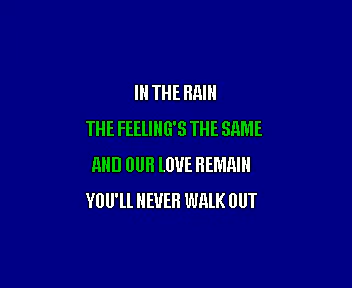 IN THE RAIN
THE FEELING'S THE SAME
AND OUR LOVE REMAIN
YOU'LL NEVER WALK OUT